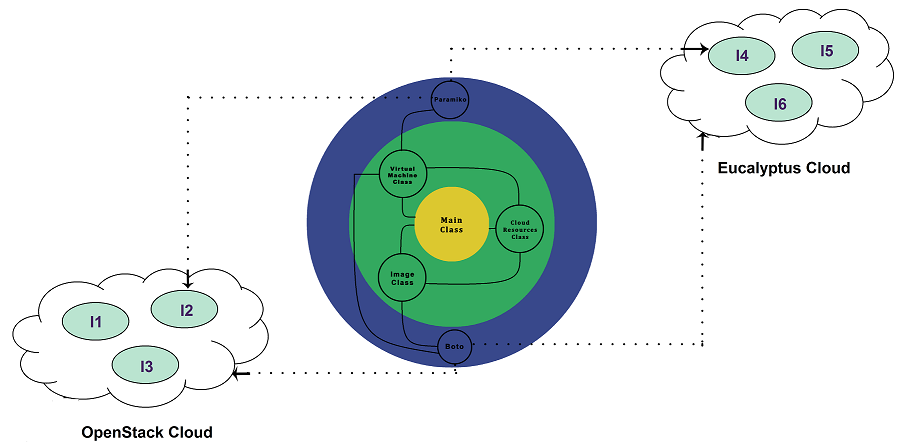 I4
I5
I6
Eucalyptus Cloud
Paramiko
Virtual
Machine
Class
Main
Class
Cloud
Resources
Class
Image
Class
Boto
I1
I2
I3
OpenStack Cloud